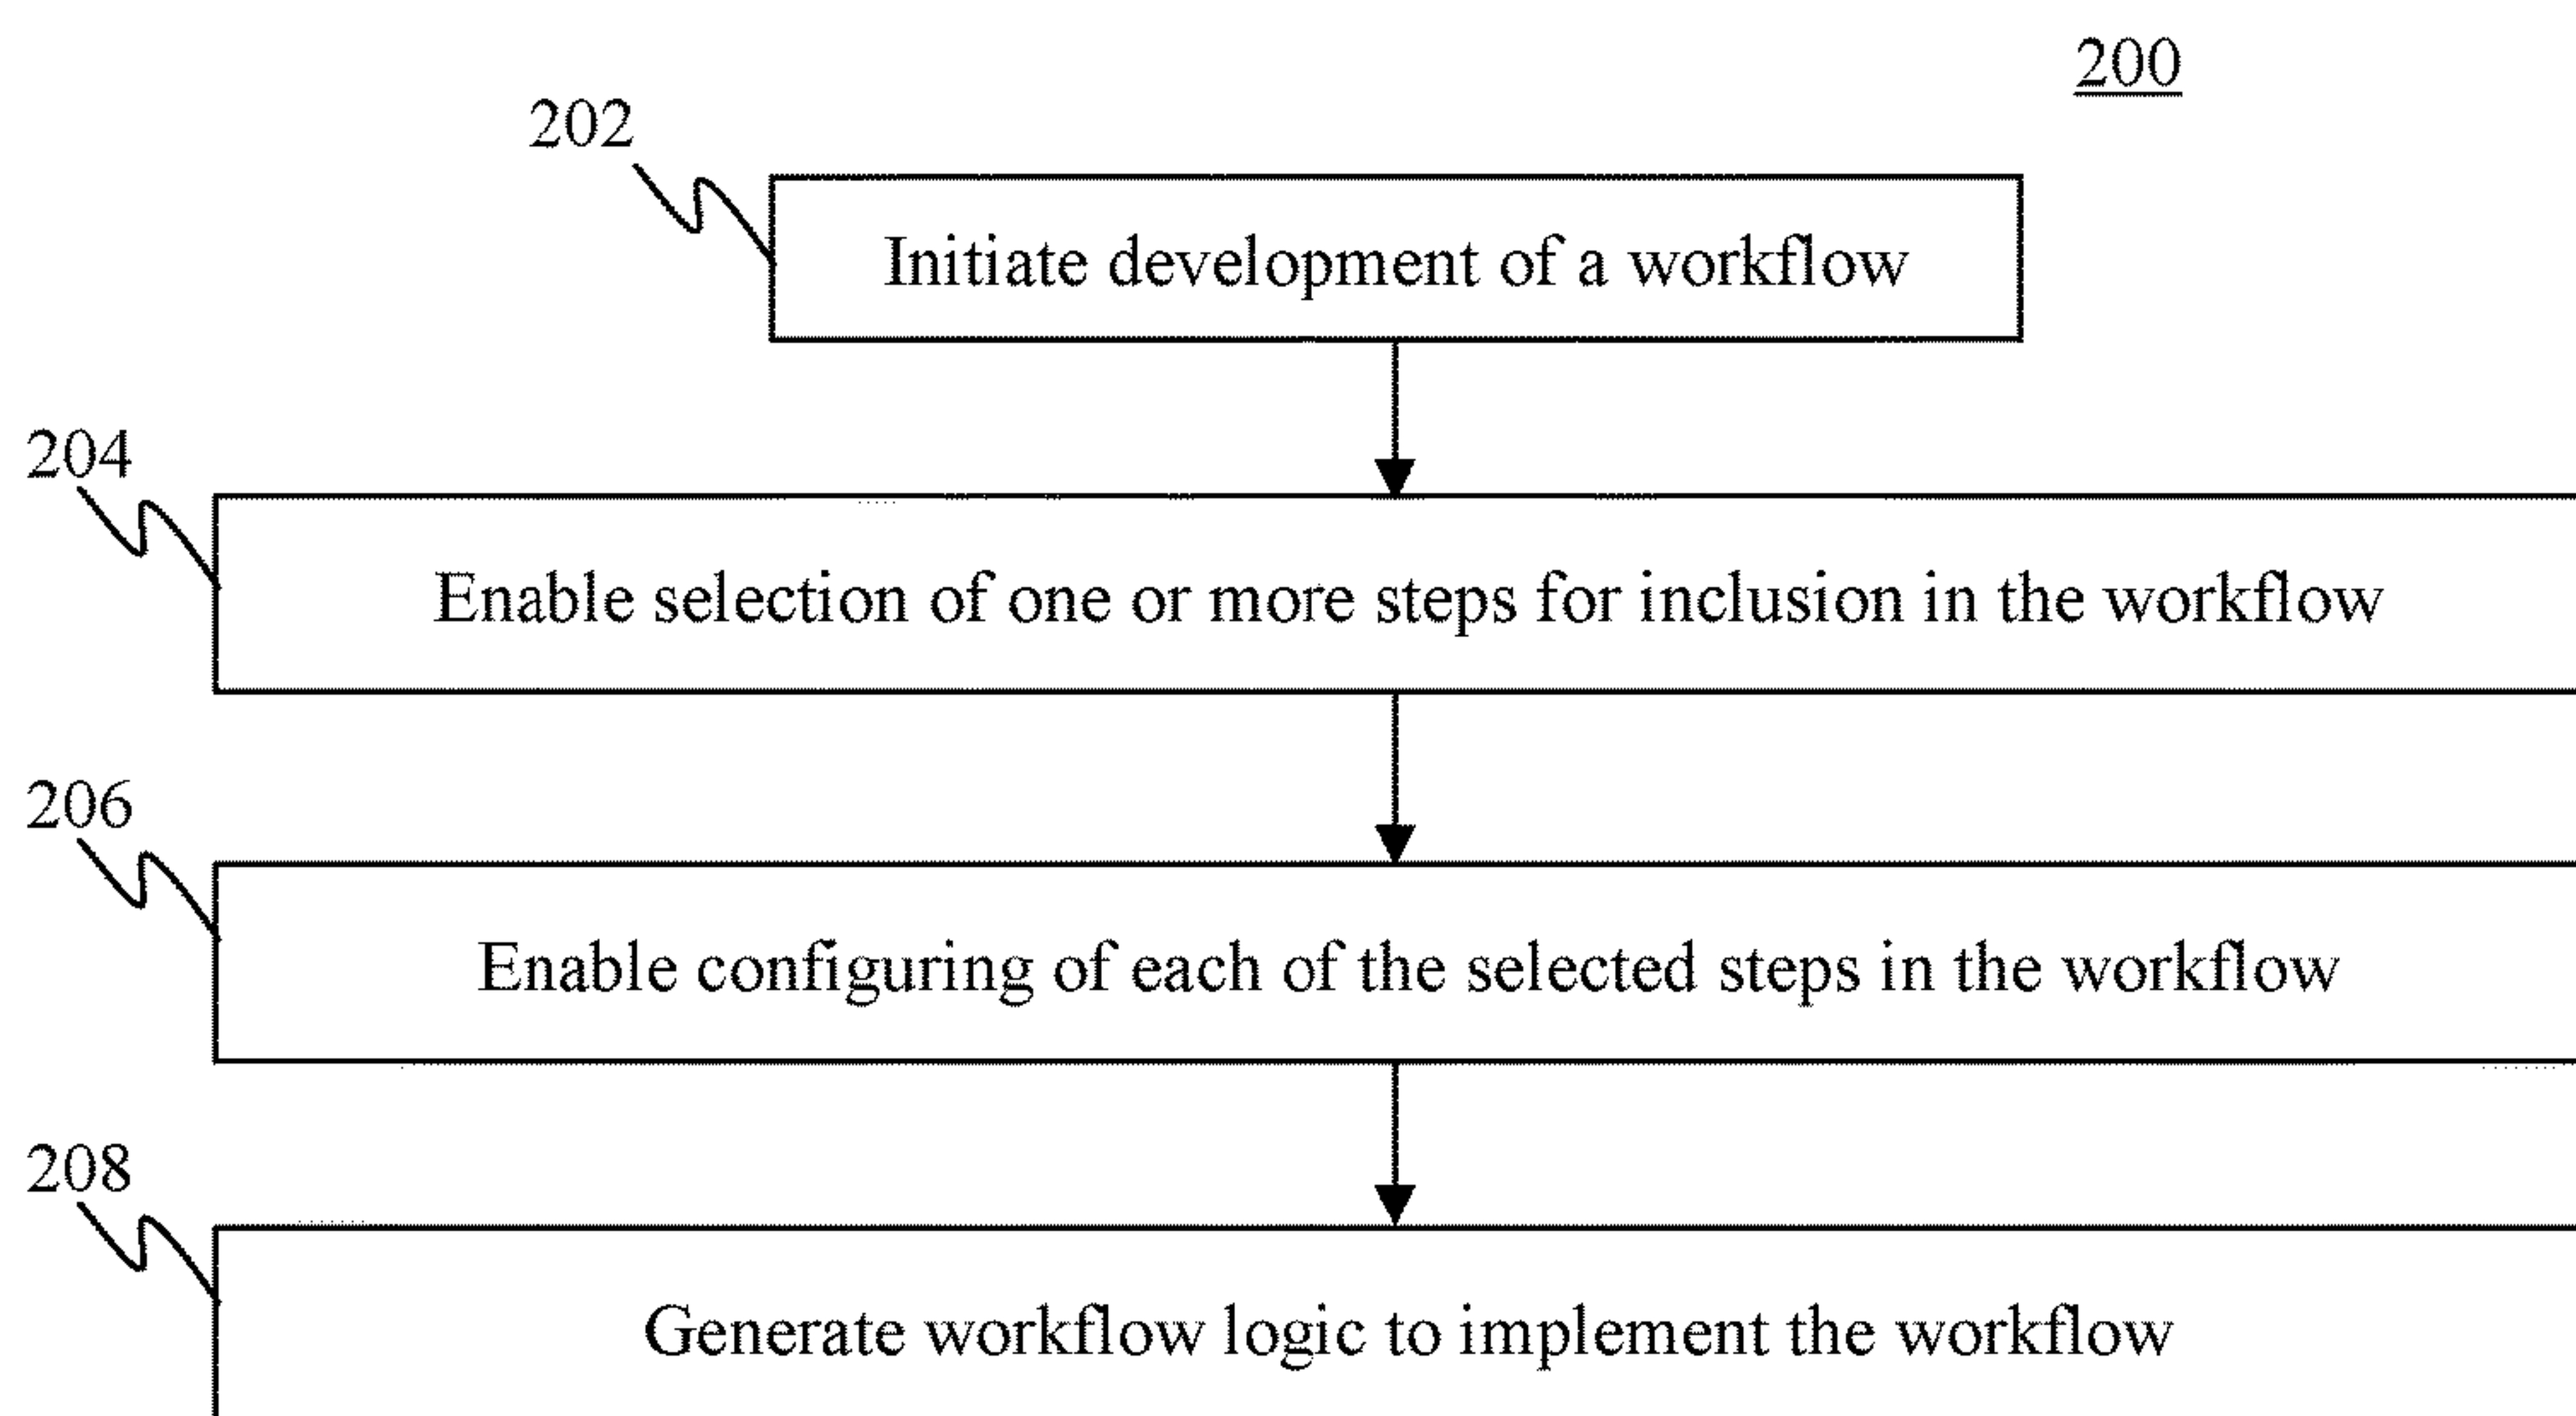 200
202
Initiate development of a workflow
204
Enable selection of one or more steps for inclusion in the workflow
206
Enable configuring of each of the selected steps in the workflow
208
Generate workflow logic to implement the workflow